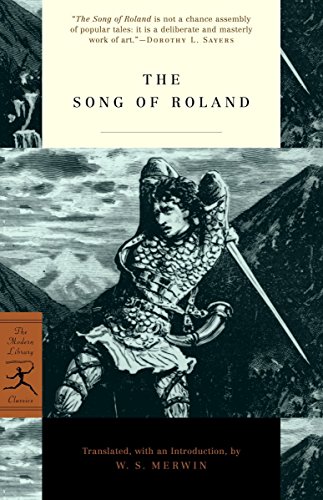 "The Song of Roland is not a chance assembly
of popular tales: it is a deliberate and masterly
work of art."—Dorothy L. Sayers
THE
SONG OF ROLAND
The
Modern
Library
Classics
Translated, with an Introduction, by
W. S. MERWIN